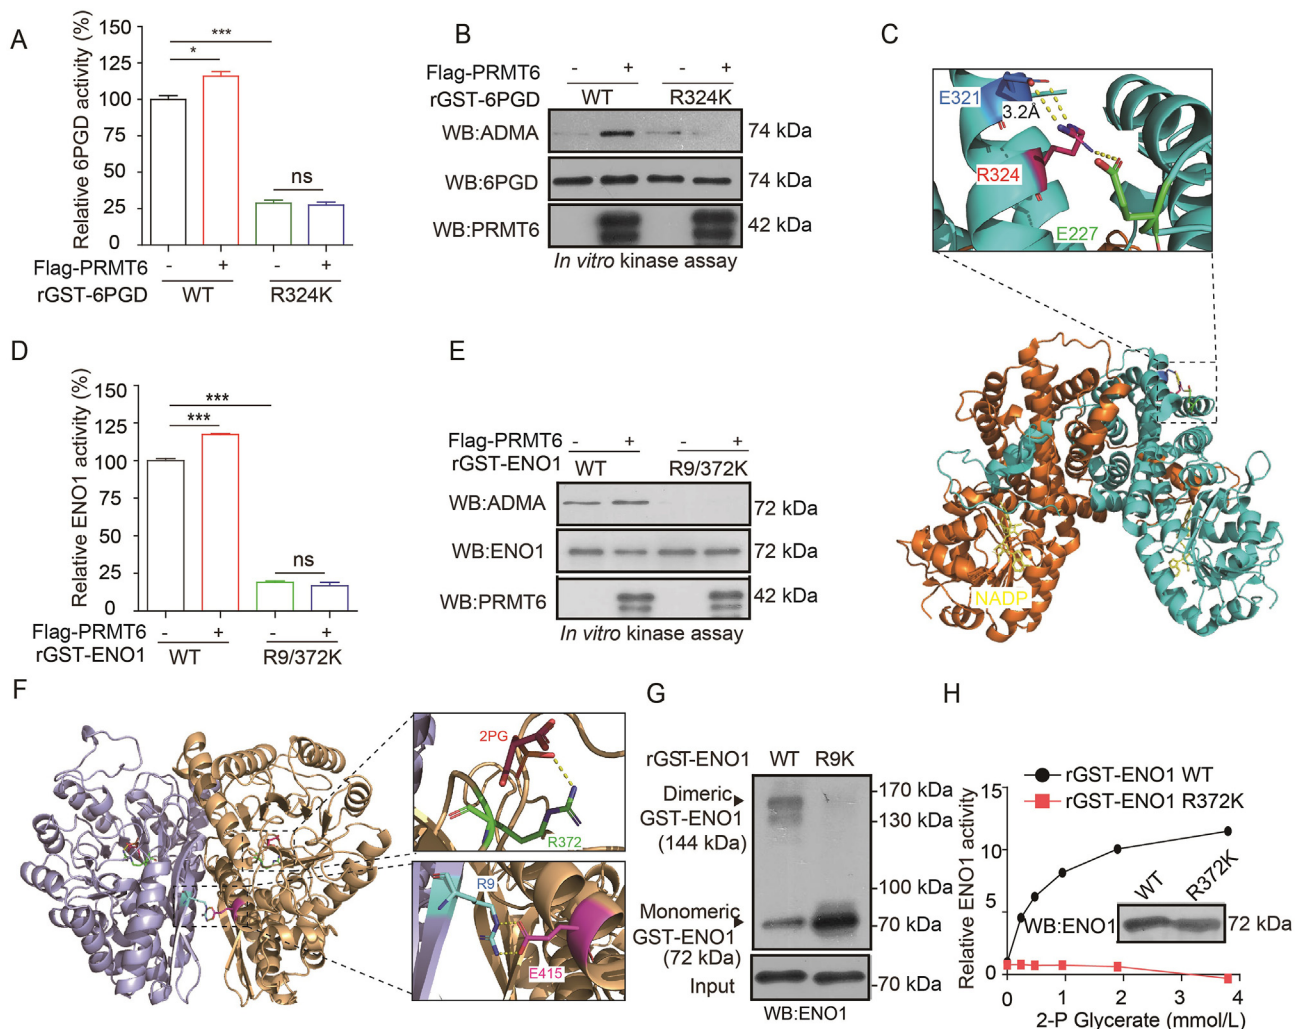 A
Relative 6PGD activity (%)
150
125
100
75
50
25
0
***
*
ns
Flag-PRMT6 - + - +
rGST-6PGD WT R324K
B
Flag-PRMT6 - + - +
rGST-6PGD WT R324K
WB:ADMA 74 kDa
WB:6PGD 74 kDa
WB:PRMT6 42 kDa
In vitro kinase assay
C
E321
3.2Å
R324
E227
NADP
D
Relative ENO1 activity (%)
150
125
100
75
50
25
0
***
***
ns
Flag-PRMT6 - + - +
rGST-ENO1 WT R9/372K
E
Flag-PRMT6 - + - +
rGST-ENO1 WT R9/372K
WB:ADMA 72 kDa
WB:ENO1 72 kDa
WB:PRMT6 42 kDa
In vitro kinase assay
F
2PG
R372
R9
E415
G
rGST-ENO1 WT R9K
Dimeric
GST-ENO1
(144 kDa)
Monomeric
GST-ENO1
(72 kDa)
Input
170 kDa
130 kDa
100 kDa
70 kDa
70 kDa
WB:ENO1
H
rGST-ENO1 WT
rGST-ENO1 R372K
Relative ENO1 activity
15
10
5
0
WT R372K
WB:ENO1 72 kDa
0 1 2 3 4
2-P Glycerate (mmol/L)